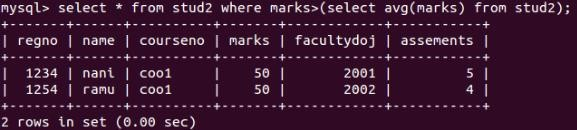 mysql> select * from stud2 where marks>(select avg(marks) from stud2);
+-------+------+----------+-------+------------+-----------+
| regno | name | courseno | marks | facultydoj | assements |
+-------+------+----------+-------+------------+-----------+
|  1234 | nani | coo1     |    50 |       2001 |         5 |
|  1254 | ramu | coo1     |    50 |       2002 |         4 |
+-------+------+----------+-------+------------+-----------+
2 rows in set (0.00 sec)